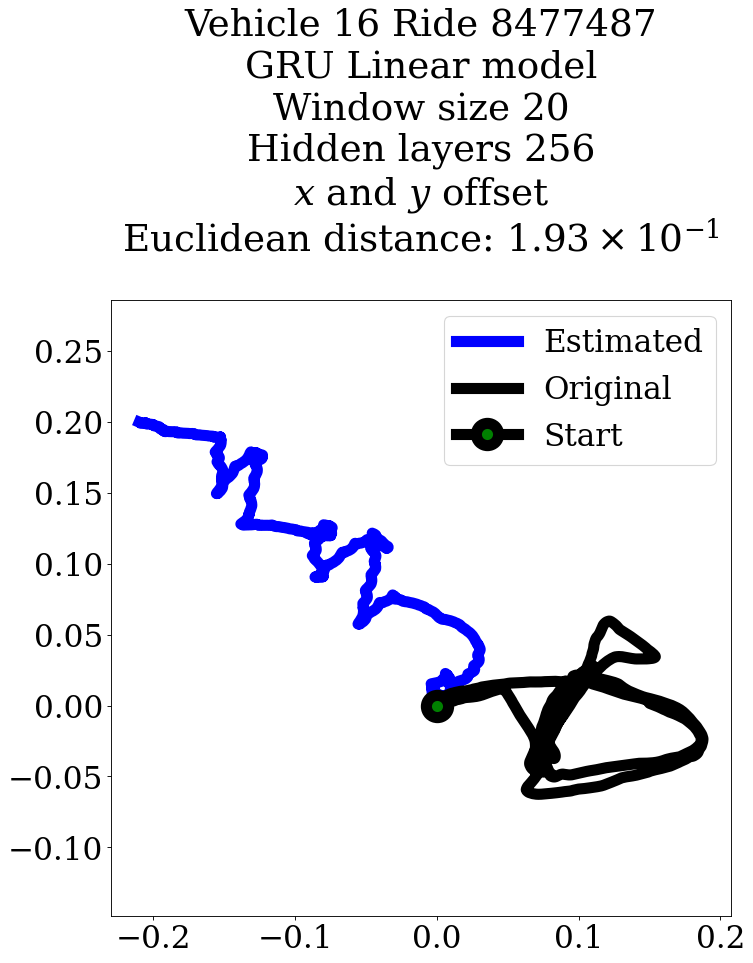 Vehicle 16 Ride 8477487
GRU Linear model
Window size 20
Hidden layers 256
x and y offset
Euclidean distance: 1.93 × 10⁻¹
Estimated
Original
Start
0.25
0.20
0.15
0.10
0.05
0.00
−0.05
−0.10
−0.2 −0.1 0.0 0.1 0.2